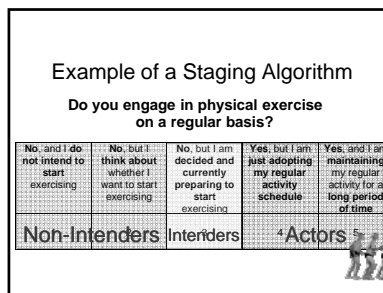 Example of a Staging Algorithm
Do you engage in physical exercise
on a regular basis?
No, and I do
not intend to
start
exercising
No, but I
think about
whether I
want to start
exercising
No, but I am
decided and
currently
preparing to
start
exercising
Yes, but I am
just adopting
my regular
activity
schedule
Yes, and I am
maintaining
my regular
activity for a
long period
of time
Non-Intenders
Intenders
4
Actors
5